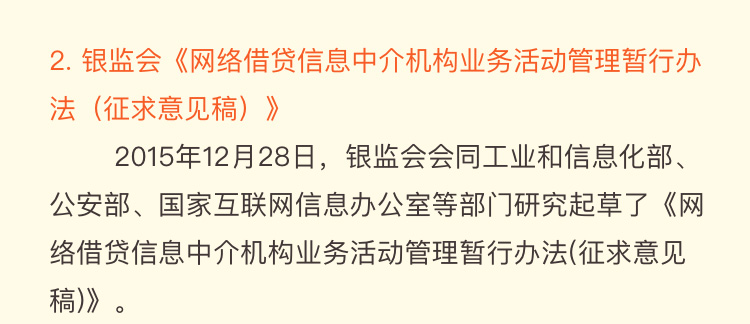 2. 银监会《网络借贷信息中介机构业务活动管理暂行办
法（征求意见稿）》
2015年12月28日，银监会会同工业和信息化部、
公安部、国家互联网信息办公室等部门研究起草了《网
络借贷信息中介机构业务活动管理暂行办法(征求意见
稿)》。